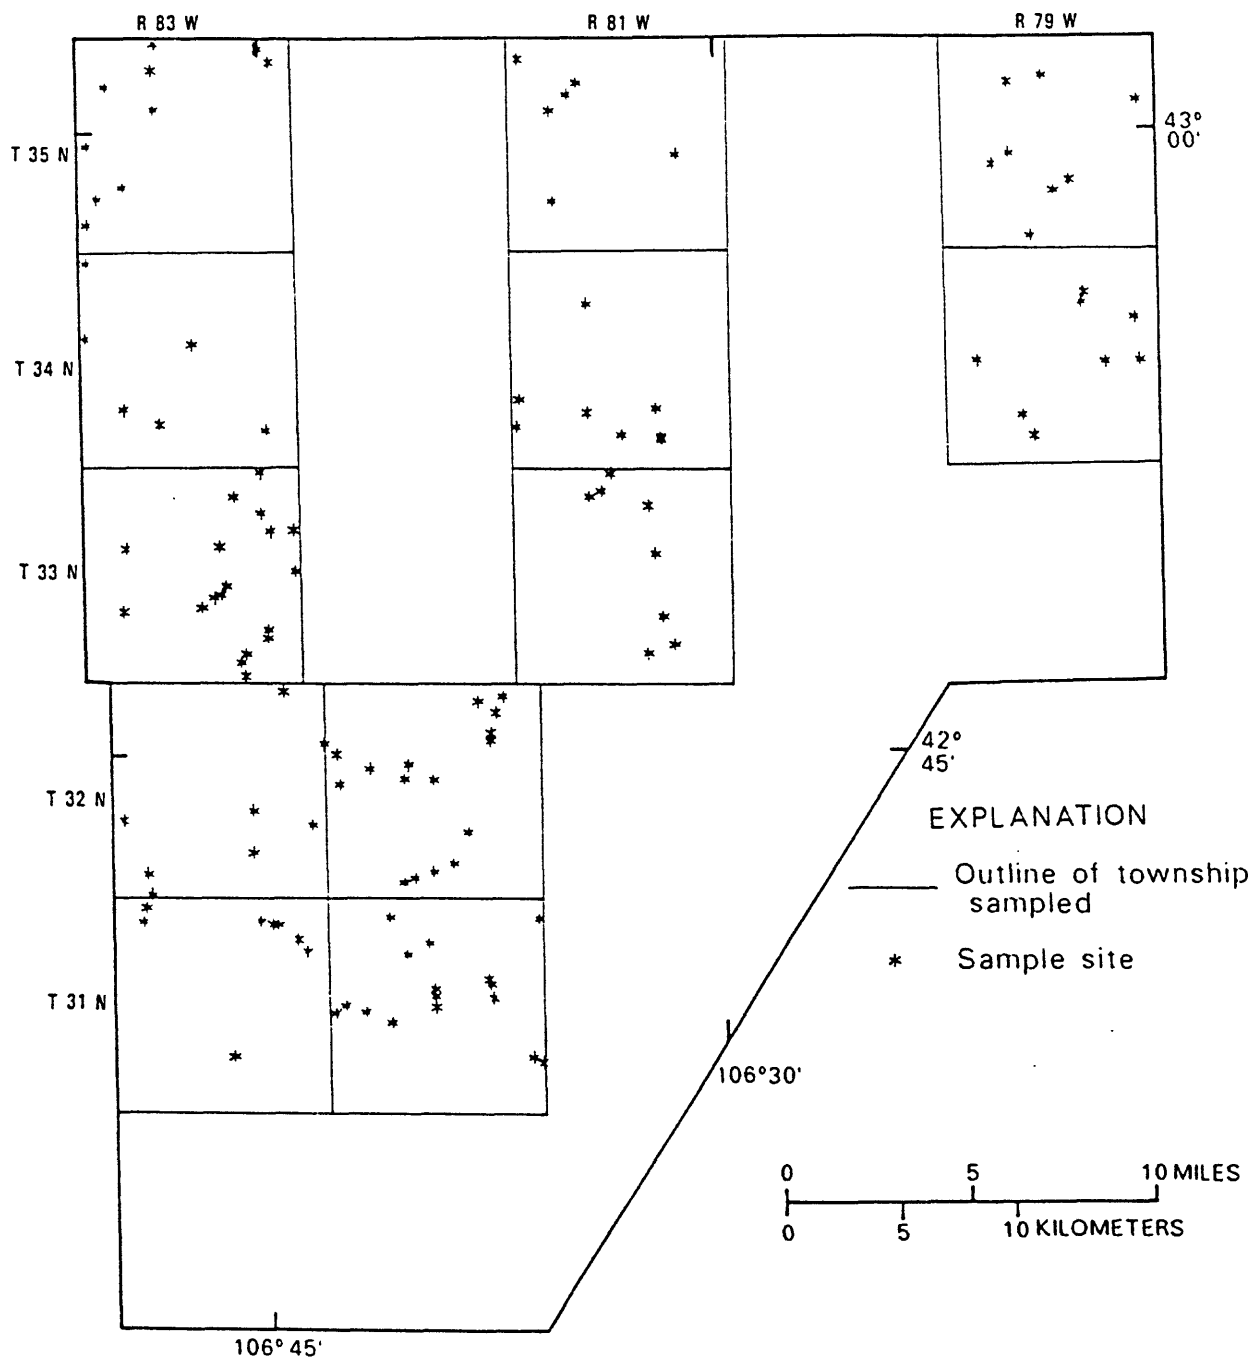 R 83 W
R 81 W
R 79 W
43°
00'
T 35 N
T 34 N
T 33 N
42°
45'
T 32 N
EXPLANATION
Outline of township
sampled
Sample site
T 31 N
106°30'
0 5 10 MILES
0 5 10 KILOMETERS
106° 45'